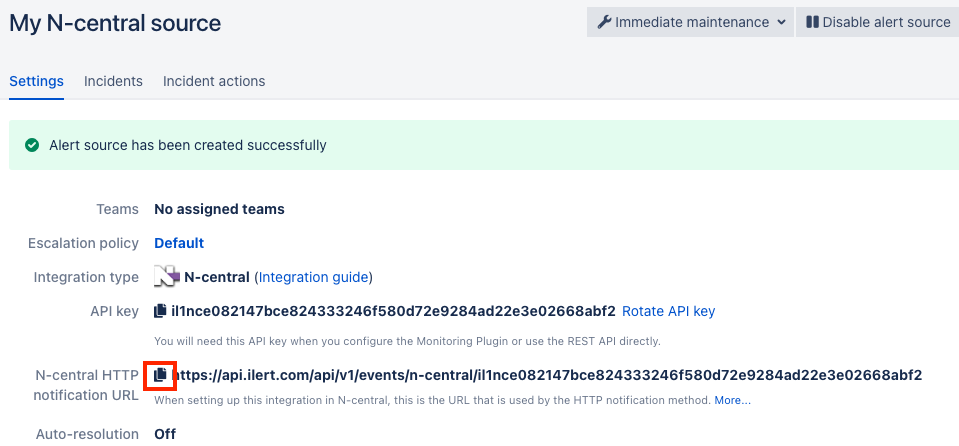 My N-central source
Immediate maintenance
Disable alert source
Settings Incidents Incident actions
Alert source has been created successfully
Teams No assigned teams
Escalation policy Default
Integration type N-central (Integration guide)
API key il1nce082147bce824333246f580d72e9284ad22e3e02668abf2 Rotate API key
You will need this API key when you configure the Monitoring Plugin or use the REST API directly.
N-central HTTP notification URL https://api.ilert.com/api/v1/events/n-central/il1nce082147bce824333246f580d72e9284ad22e3e02668abf2
When setting up this integration in N-central, this is the URL that is used by the HTTP notification method. More...
Auto-resolution Off